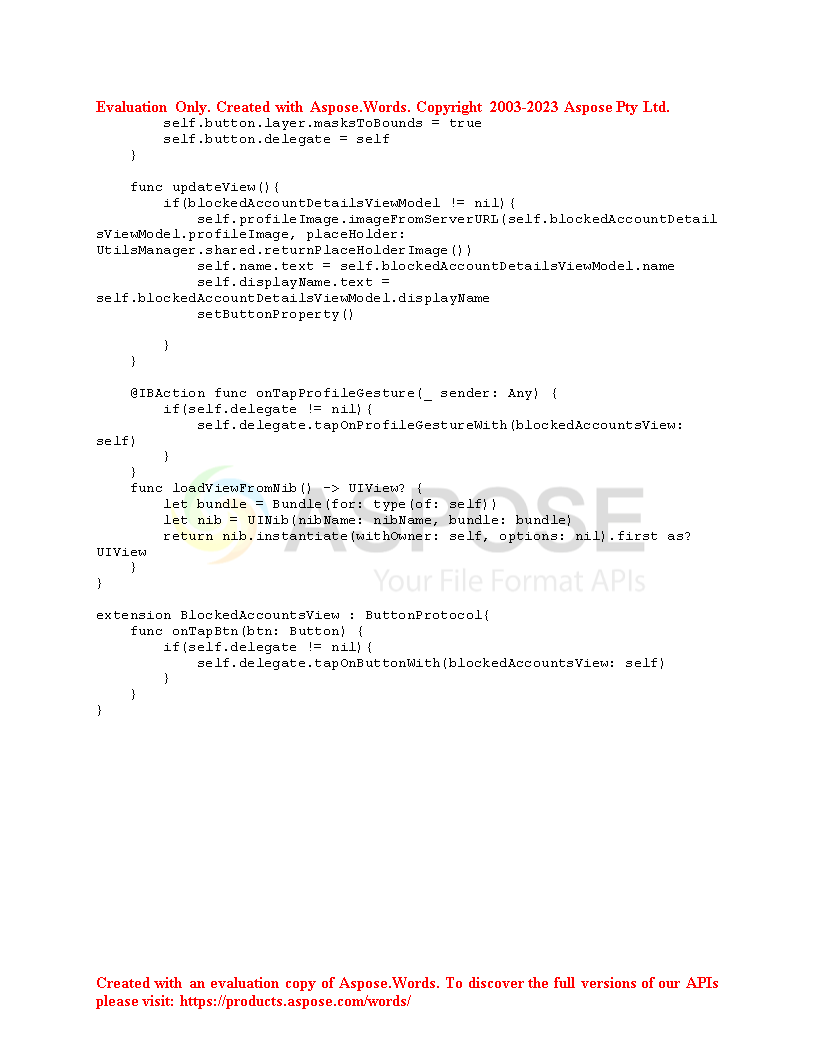 Evaluation Only. Created with Aspose.Words. Copyright 2003-2023 Aspose Pty Ltd.
        self.button.layer.masksToBounds = true
        self.button.delegate = self
    }
    func updateView(){
        if(blockedAccountDetailsViewModel != nil){
            self.profileImage.imageFromServerURL(self.blockedAccountDetail
sViewModel.profileImage, placeHolder:
UtilsManager.shared.returnPlaceHolderImage())
            self.name.text = self.blockedAccountDetailsViewModel.name
            self.displayName.text =
self.blockedAccountDetailsViewModel.displayName
            setButtonProperty()
        }
    }
    @IBAction func onTapProfileGesture(_ sender: Any) {
        if(self.delegate != nil){
            self.delegate.tapOnProfileGestureWith(blockedAccountsView:
self)
        }
    }
    func loadViewFromNib() -> UIView? {
        let bundle = Bundle(for: type(of: self))
        let nib = UINib(nibName: nibName, bundle: bundle)
        return nib.instantiate(withOwner: self, options: nil).first as?
UIView
    }
}
ASPOSE
Your File Format APIs
extension BlockedAccountsView : ButtonProtocol{
    func onTapBtn(btn: Button) {
        if(self.delegate != nil){
            self.delegate.tapOnButtonWith(blockedAccountsView: self)
        }
    }
}
Created with an evaluation copy of Aspose.Words. To discover the full versions of our APIs
please visit: https://products.aspose.com/words/